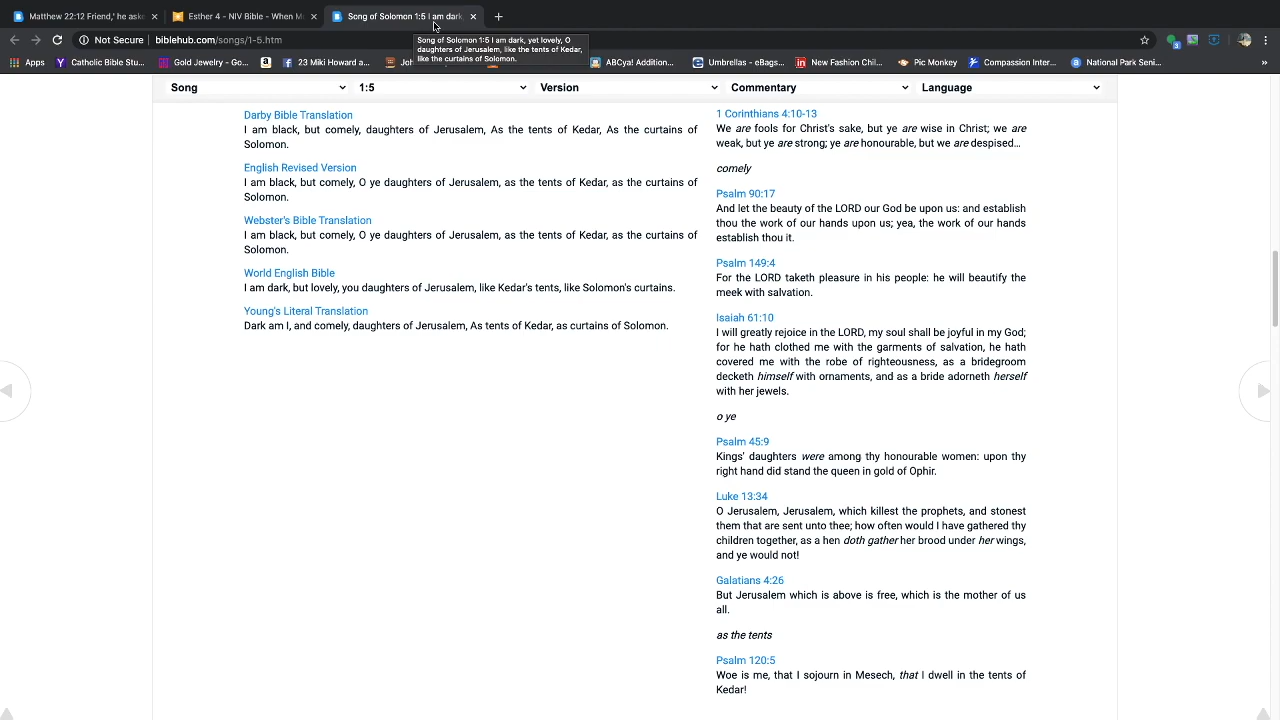 Matthew 22:12 Friend,' he aske
Esther 4 - NIV Bible - When Mo
Song of Solomon 1:5 I am dark,
Not Secure | biblehub.com/songs/1-5.htm
Song of Solomon 1:5 I am dark, yet lovely, O
daughters of Jerusalem, like the tents of Kedar,
like the curtains of Solomon.
Apps
Catholic Bible Stu...
Gold Jewelry - Go...
23 Miki Howard a...
ABCya! Addition...
Umbrellas - eBags...
New Fashion Chil...
Pic Monkey
Compassion Inter...
National Park Seni...
Song
1:5
Version
Commentary
Language
Darby Bible Translation
I am black, but comely, daughters of Jerusalem, As the tents of Kedar, As the curtains of
Solomon.
English Revised Version
I am black, but comely, O ye daughters of Jerusalem, as the tents of Kedar, as the curtains of
Solomon.
Webster's Bible Translation
I am black, but comely, O ye daughters of Jerusalem, as the tents of Kedar, as the curtains of
Solomon.
World English Bible
I am dark, but lovely, you daughters of Jerusalem, like Kedar's tents, like Solomon's curtains.
Young's Literal Translation
Dark am I, and comely, daughters of Jerusalem, As tents of Kedar, as curtains of Solomon.
1 Corinthians 4:10-13
We are fools for Christ's sake, but ye are wise in Christ; we are
weak, but ye are strong; ye are honourable, but we are despised...
comely
Psalm 90:17
And let the beauty of the LORD our God be upon us: and establish
thou the work of our hands upon us; yea, the work of our hands
establish thou it.
Psalm 149:4
For the LORD taketh pleasure in his people: he will beautify the
meek with salvation.
Isaiah 61:10
I will greatly rejoice in the LORD, my soul shall be joyful in my God;
for he hath clothed me with the garments of salvation, he hath
covered me with the robe of righteousness, as a bridegroom
decketh himself with ornaments, and as a bride adorneth herself
with her jewels.
o ye
Psalm 45:9
Kings' daughters were among thy honourable women: upon thy
right hand did stand the queen in gold of Ophir.
Luke 13:34
O Jerusalem, Jerusalem, which killest the prophets, and stonest
them that are sent unto thee; how often would I have gathered thy
children together, as a hen doth gather her brood under her wings,
and ye would not!
Galatians 4:26
But Jerusalem which is above is free, which is the mother of us
all.
as the tents
Psalm 120:5
Woe is me, that I sojourn in Mesech, that I dwell in the tents of
Kedar!